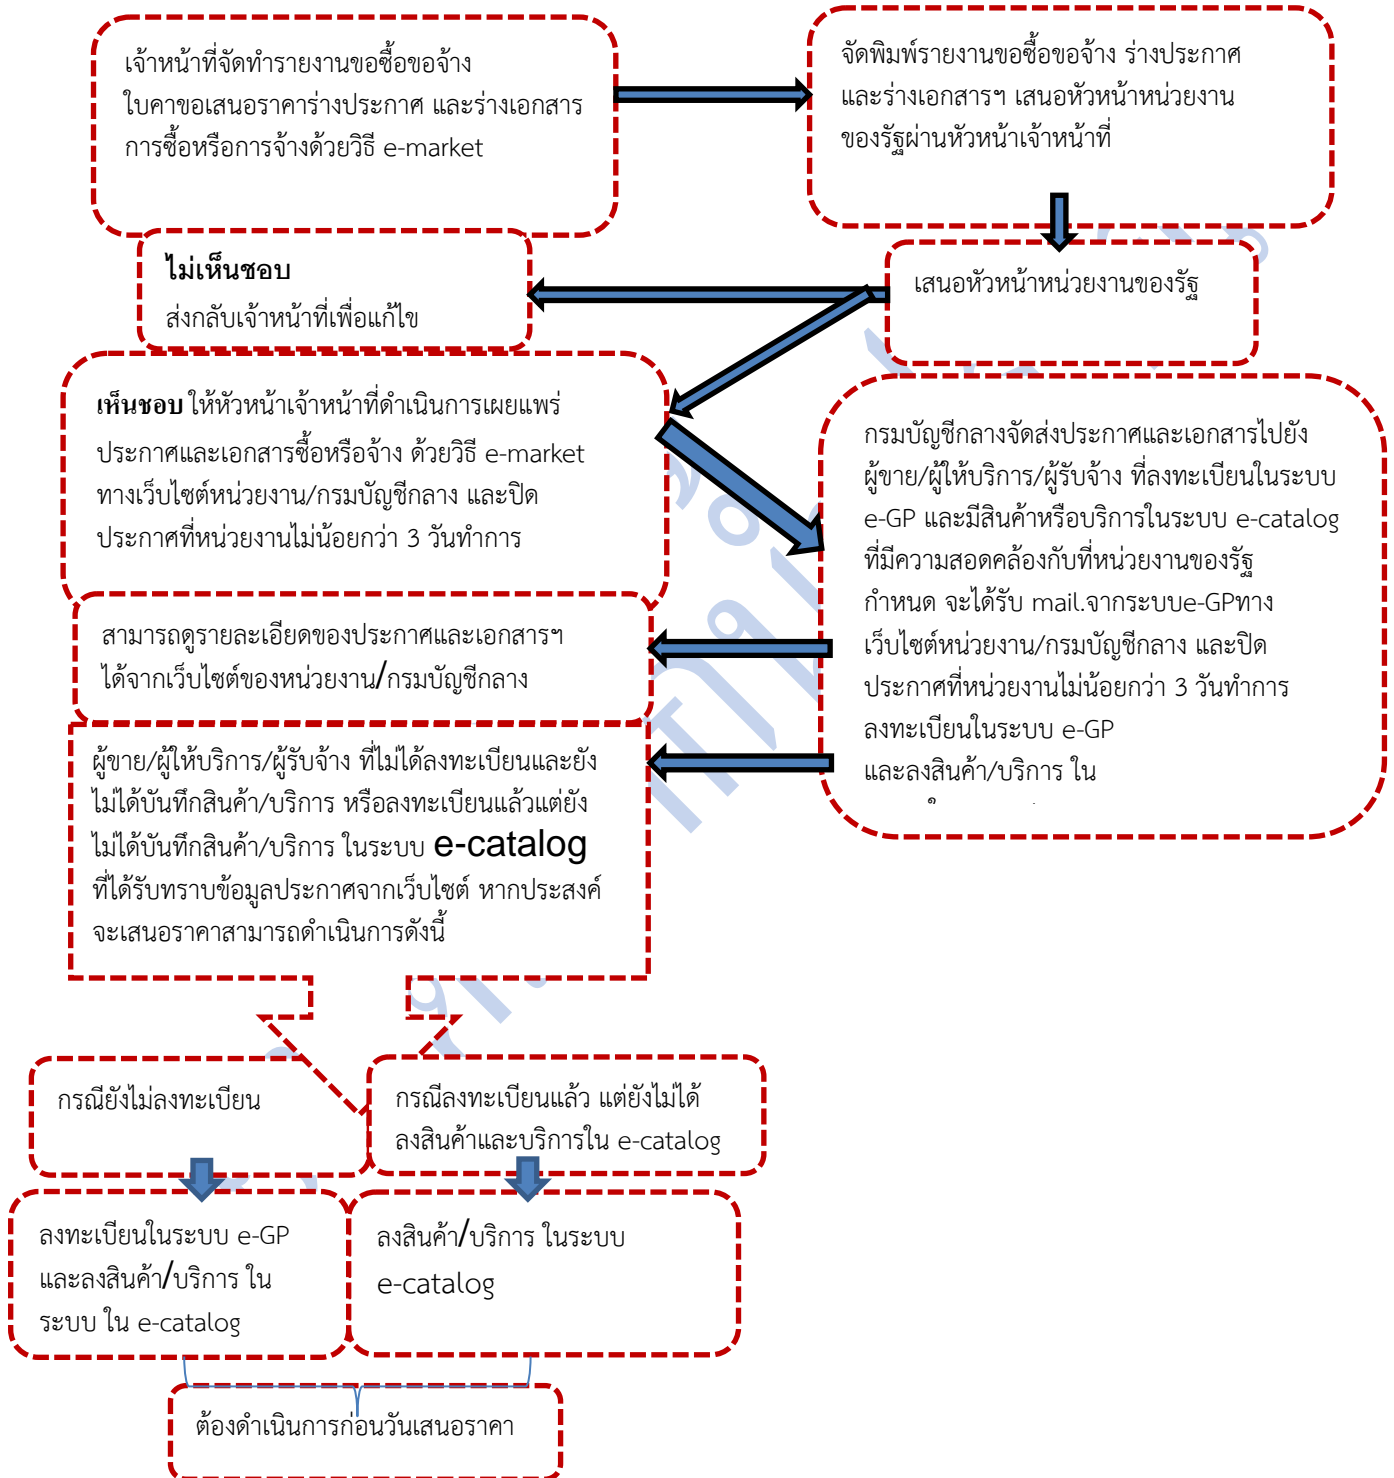 เจ้าหน้าที่จัดทำรายงานขอซื้อขอจ้าง
ใบคาขอเสนอราคาร่างประกาศ และร่างเอกสาร
การซื้อหรือการจ้างด้วยวิธี e-market
จัดพิมพ์รายงานขอซื้อขอจ้าง ร่างประกาศ
และร่างเอกสารฯ เสนอหัวหน้าหน่วยงาน
ของรัฐผ่านหัวหน้าเจ้าหน้าที่
ไม่เห็นชอบ
ส่งกลับเจ้าหน้าที่เพื่อแก้ไข
เสนอหัวหน้าหน่วยงานของรัฐ
เห็นชอบ ให้หัวหน้าเจ้าหน้าที่ดำเนินการเผยแพร่
ประกาศและเอกสารซื้อหรือจ้าง ด้วยวิธี e-market
ทางเว็บไซต์หน่วยงาน/กรมบัญชีกลาง และปิด
ประกาศที่หน่วยงานไม่น้อยกว่า 3 วันทำการ
กรมบัญชีกลางจัดส่งประกาศและเอกสารไปยัง
ผู้ขาย/ผู้ให้บริการ/ผู้รับจ้าง ที่ลงทะเบียนในระบบ
e-GP และมีสินค้าหรือบริการในระบบ e-catalog
ที่มีความสอดคล้องกับที่หน่วยงานของรัฐ
กำหนด จะได้รับ mail.จากระบบe-GPทาง
เว็บไซต์หน่วยงาน/กรมบัญชีกลาง และปิด
ประกาศที่หน่วยงานไม่น้อยกว่า 3 วันทำการ
ลงทะเบียนในระบบ e-GP
และลงสินค้า/บริการ ใน
สามารถดูรายละเอียดของประกาศและเอกสารฯ
ได้จากเว็บไซต์ของหน่วยงาน/กรมบัญชีกลาง
ผู้ขาย/ผู้ให้บริการ/ผู้รับจ้าง ที่ไม่ได้ลงทะเบียนและยัง
ไม่ได้บันทึกสินค้า/บริการ หรือลงทะเบียนแล้วแต่ยัง
ไม่ได้บันทึกสินค้า/บริการ ในระบบ e-catalog
ที่ได้รับทราบข้อมูลประกาศจากเว็บไซต์ หากประสงค์
จะเสนอราคาสามารถดำเนินการดังนี้
กรณียังไม่ลงทะเบียน
กรณีลงทะเบียนแล้ว แต่ยังไม่ได้
ลงสินค้าและบริการใน e-catalog
ลงทะเบียนในระบบ e-GP
และลงสินค้า/บริการ ใน
ระบบ ใน e-catalog
ลงสินค้า/บริการ ในระบบ
e-catalog
ต้องดำเนินการก่อนวันเสนอราคา